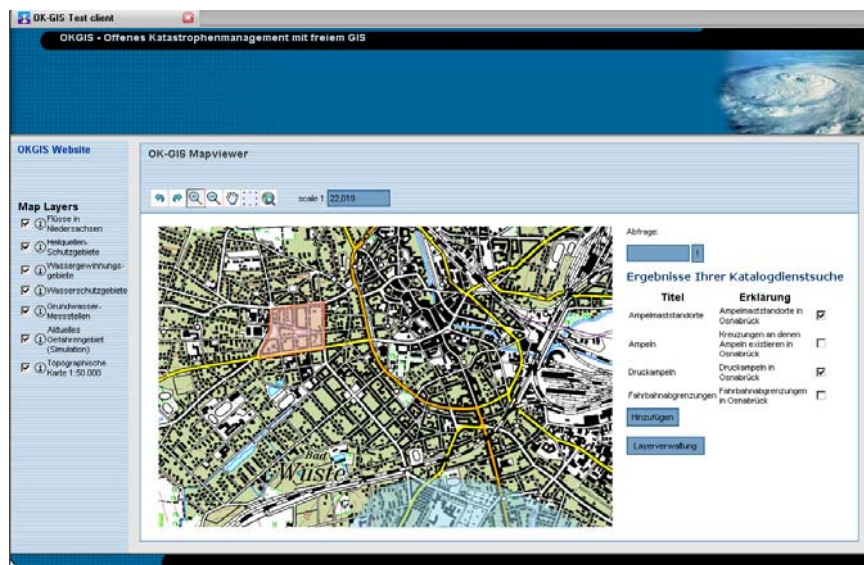 OK-GIS Test client
OKGIS - Offenes Katastrophenmanagement mit freiem GIS
OKGIS Website
OK-GIS Mapviewer
scale 1: 22,019
Map Layers
Flüsse in
Niedersachsen
Heilquellen-
Schutzgebiete
Wassergewinnungs-
gebiete
Wasserschutzgebiete
Grundwasser-
Messstellen
Aktuelles
Gefahrengebiet
(Simulation)
Topographische
Karte 1:50.000
Bad
Wüste
Abfrage:
Ergebnisse Ihrer Katalogdienstsuche
Titel Erklärung
Ampelmaststandorte Ampelmaststandorte in
Osnabrück
Ampeln Kreuzungen an denen
Ampeln existieren in
Osnabrück
Druckampeln Druckampeln in
Osnabrück
Fahrbahnabgrenzungen Fahrbahnabgrenzungen
in Osnabrück
Hinzufügen
Layerverwaltung